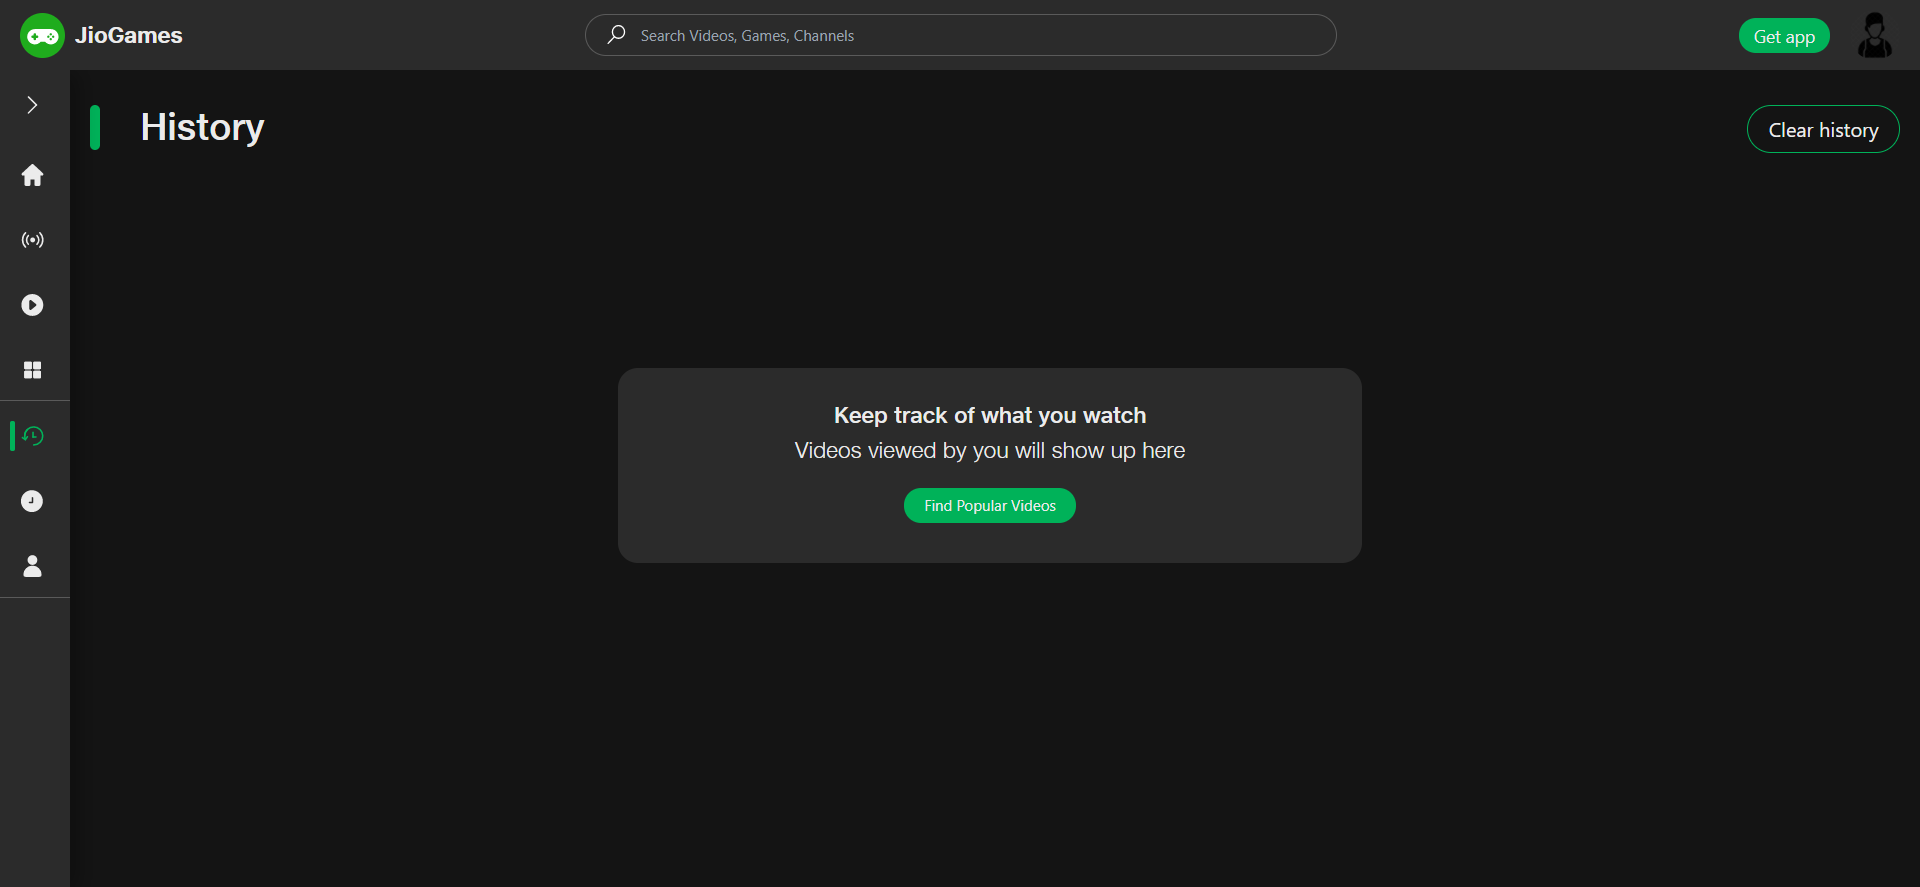 JioGames
Search Videos, Games, Channels
Get app
History
Clear history
Keep track of what you watch
Videos viewed by you will show up here
Find Popular Videos